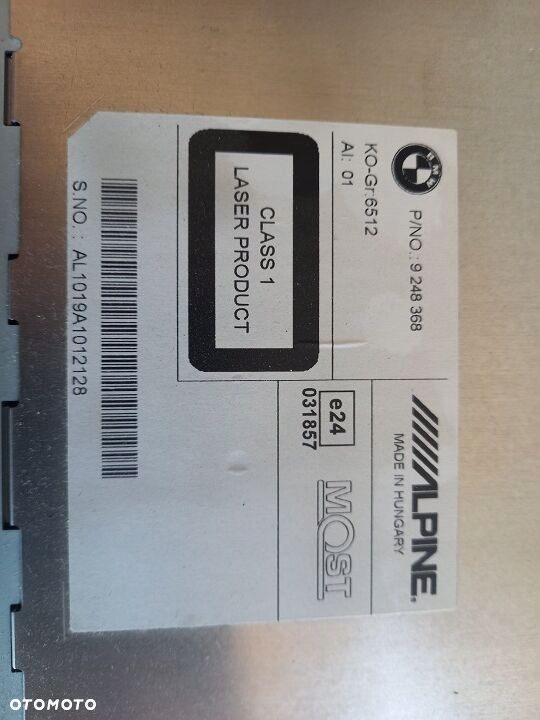 BMW
P/NO.: 9 248 368
KO-Gr:6512
AI: 01
ALPINE
MADE IN HUNGARY
CLASS 1
LASER PRODUCT
e24
031857
MOST
S.NO. : AL1019A1012128
OTOMOTO